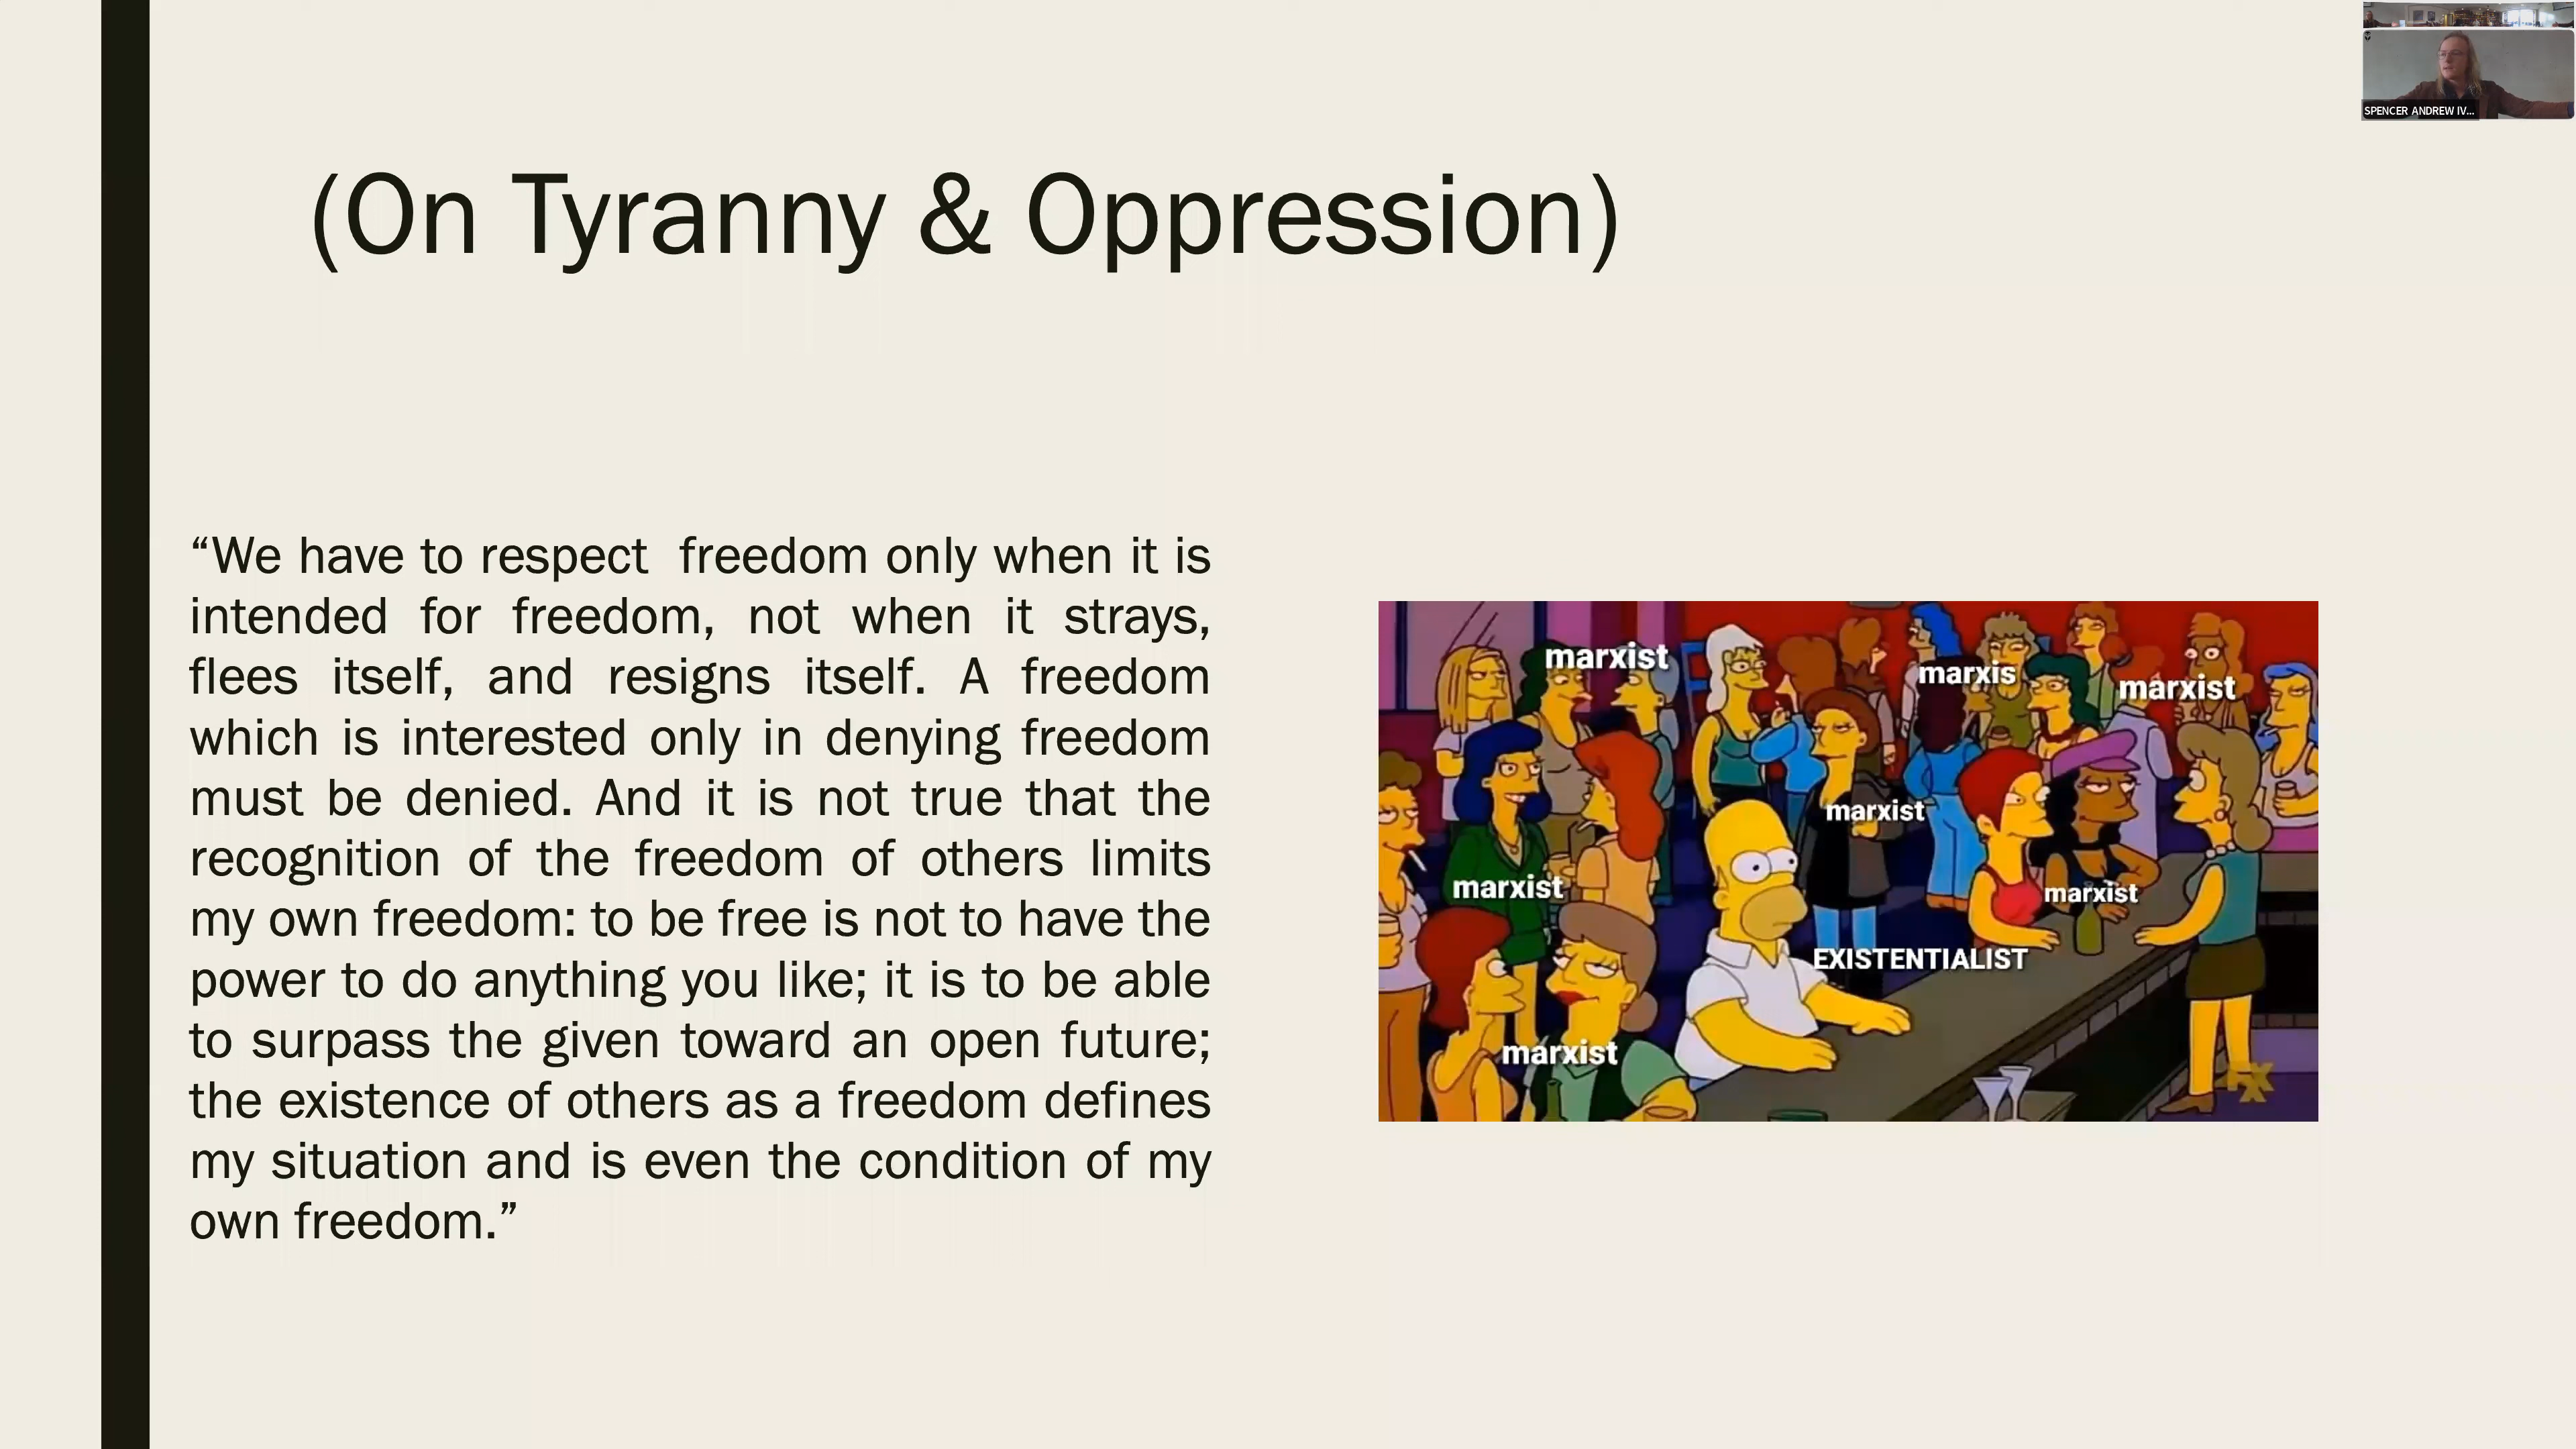 SPENCER ANDREW IV...
(On Tyranny & Oppression)
“We have to respect  freedom only when it is
intended for freedom, not when it strays,
flees itself, and resigns itself. A freedom
which is interested only in denying freedom
must be denied. And it is not true that the
recognition of the freedom of others limits
my own freedom: to be free is not to have the
power to do anything you like; it is to be able
to surpass the given toward an open future;
the existence of others as a freedom defines
my situation and is even the condition of my
own freedom.”
marxist
marxis
marxist
marxist
marxist
marxist
EXISTENTIALIST
marxist
FX